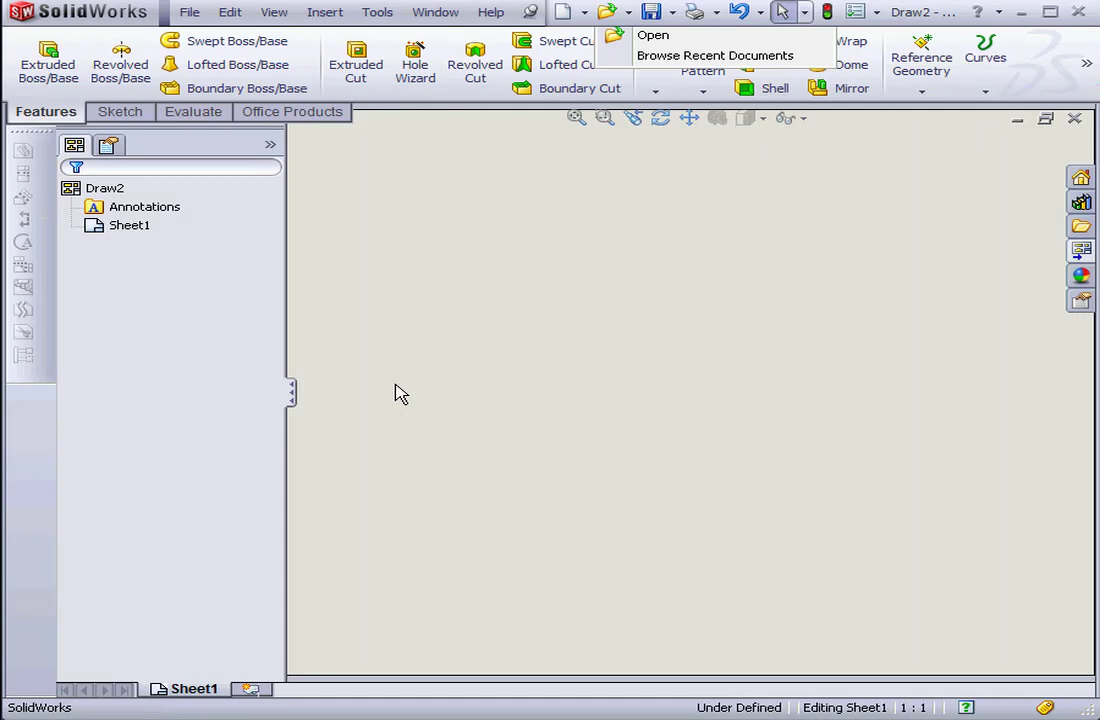 SolidWorks File Edit View Insert Tools Window Help Draw2 - ... ?
Open
Browse Recent Documents
Extruded Boss/Base
Revolved Boss/Base
Swept Boss/Base
Lofted Boss/Base
Boundary Boss/Base
Extruded Cut
Hole Wizard
Revolved Cut
Swept Cu
Lofted Cu
Boundary Cut
Pattern
Shell
Wrap
Dome
Mirror
Reference Geometry
Curves
Features Sketch Evaluate Office Products
Draw2
A Annotations
Sheet1
Sheet1
SolidWorks Under Defined Editing Sheet1 1 : 1 ?